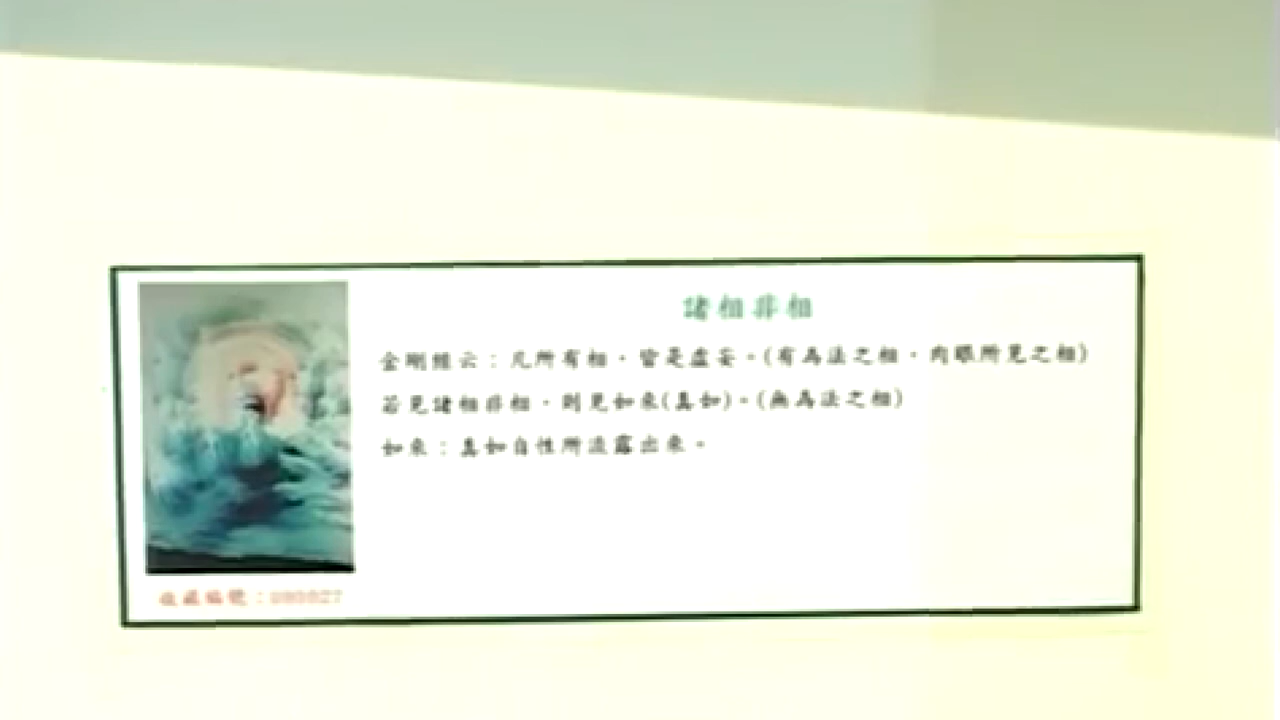 諸相非相
金剛經云：凡所有相，皆是虛妄。(有為法之相，肉眼所見之相)
若見諸相非相，則見如來(真如)。(無為法之相)
如來：真如自性所流露出來。
收藏編號：